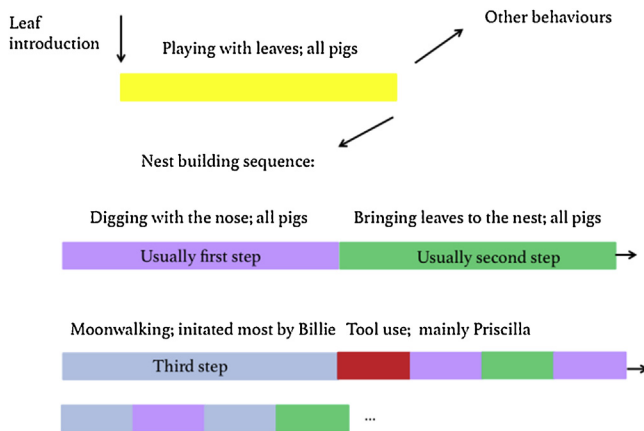 Leaf
introduction
Other behaviours
Playing with leaves; all pigs
Nest building sequence:
Digging with the nose; all pigs
Bringing leaves to the nest; all pigs
Usually first step
Usually second step
Moonwalking; initated most by Billie
Tool use; mainly Priscilla
Third step
...